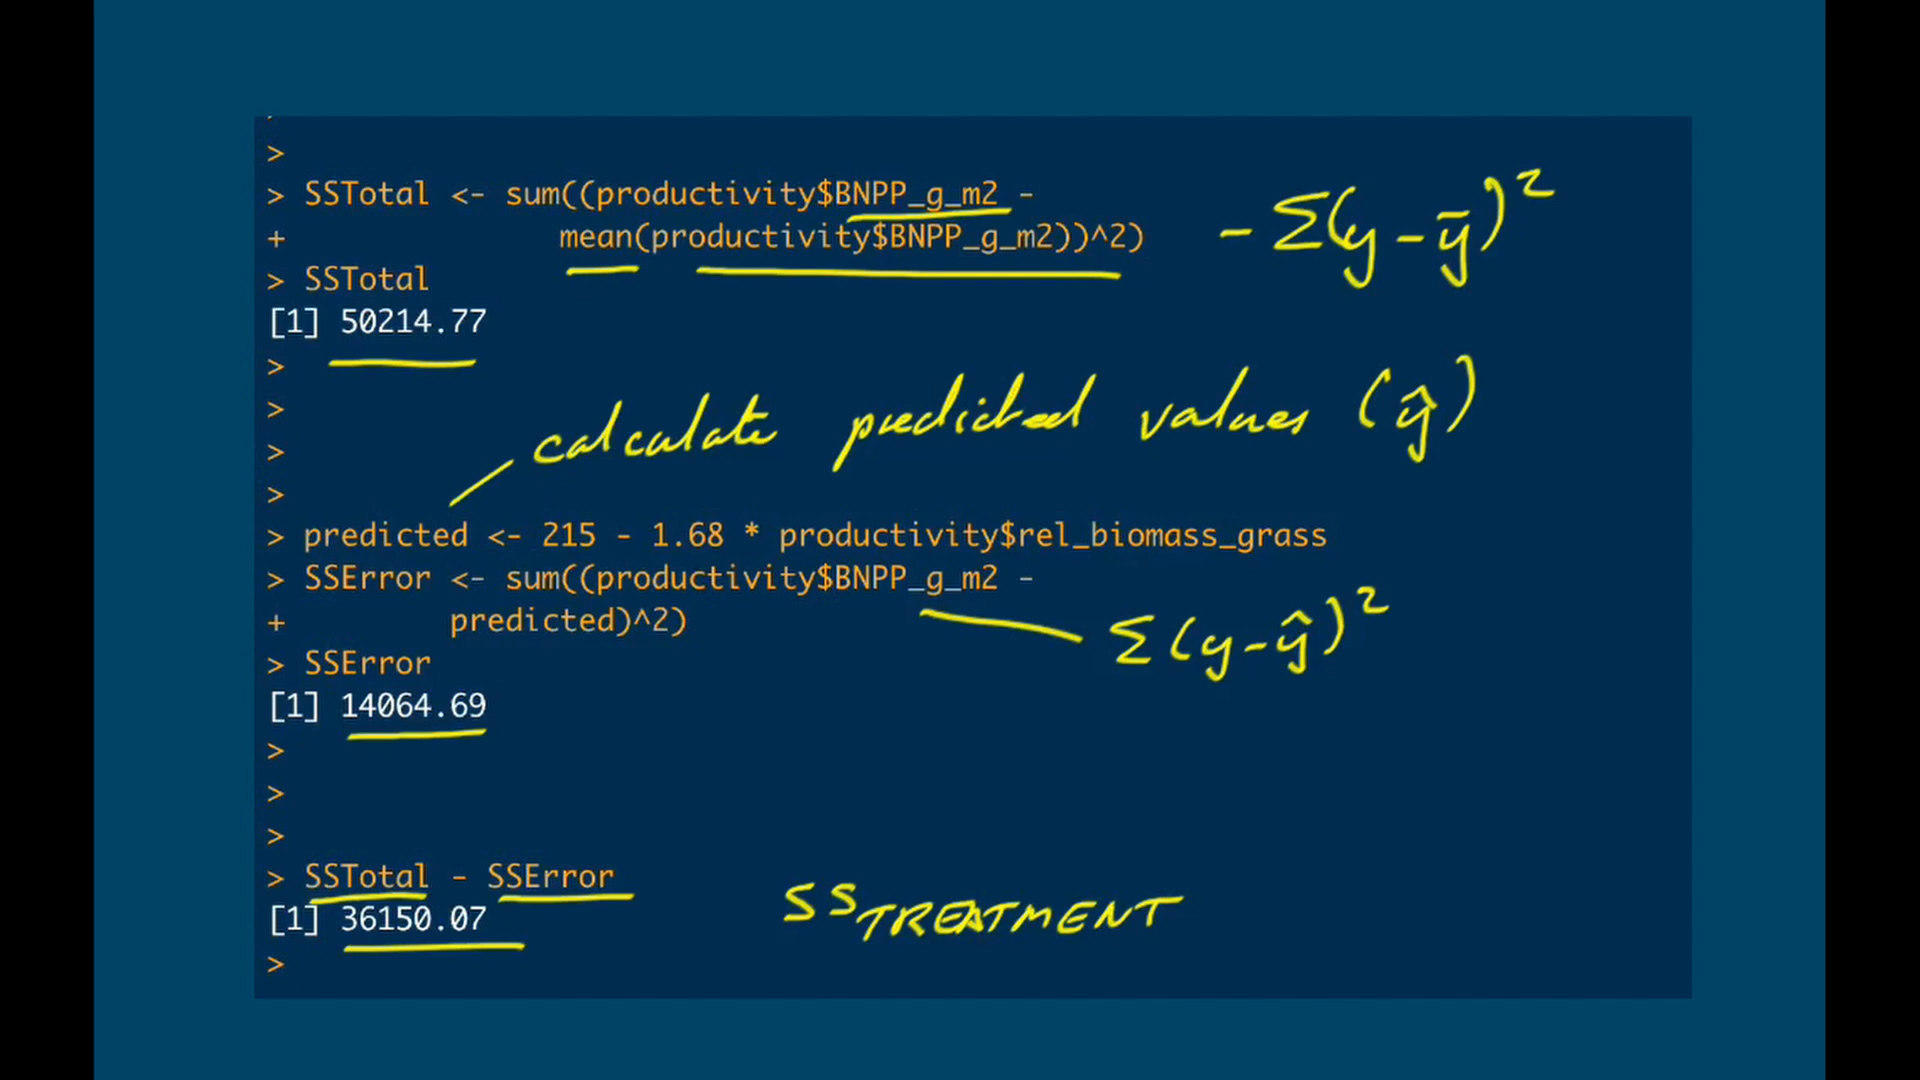 >
> SSTotal <- sum((productivity$BNPP_g_m2 -
+ mean(productivity$BNPP_g_m2))^2)
- Σ(y - ȳ)²
> SSTotal
[1] 50214.77
>
>
calculate predicted values (ŷ)
>
>
> predicted <- 215 - 1.68 * productivity$rel_biomass_grass
> SSError <- sum((productivity$BNPP_g_m2 -
+ predicted)^2)
Σ(y-ŷ)²
> SSError
[1] 14064.69
>
>
>
> SSTotal - SSError
[1] 36150.07
SSTREATMENT
>